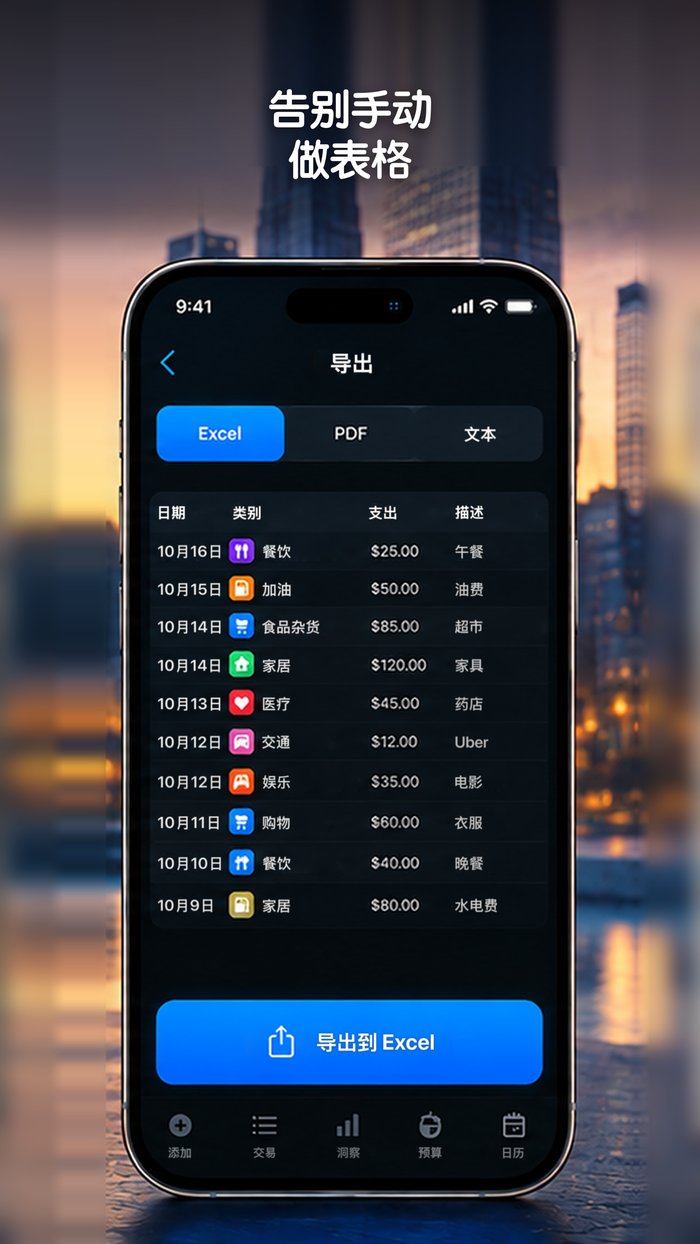 告别手动
做表格
9:41
导出
Excel PDF 文本
日期 类别 支出 描述
10月16日 餐饮 $25.00 午餐
10月15日 加油 $50.00 油费
10月14日 食品杂货 $85.00 超市
10月14日 家居 $120.00 家具
10月13日 医疗 $45.00 药店
10月12日 交通 $12.00 Uber
10月12日 娱乐 $35.00 电影
10月11日 购物 $60.00 衣服
10月10日 餐饮 $40.00 晚餐
10月9日 家居 $80.00 水电费
导出到 Excel
添加 交易 洞察 预算 日历